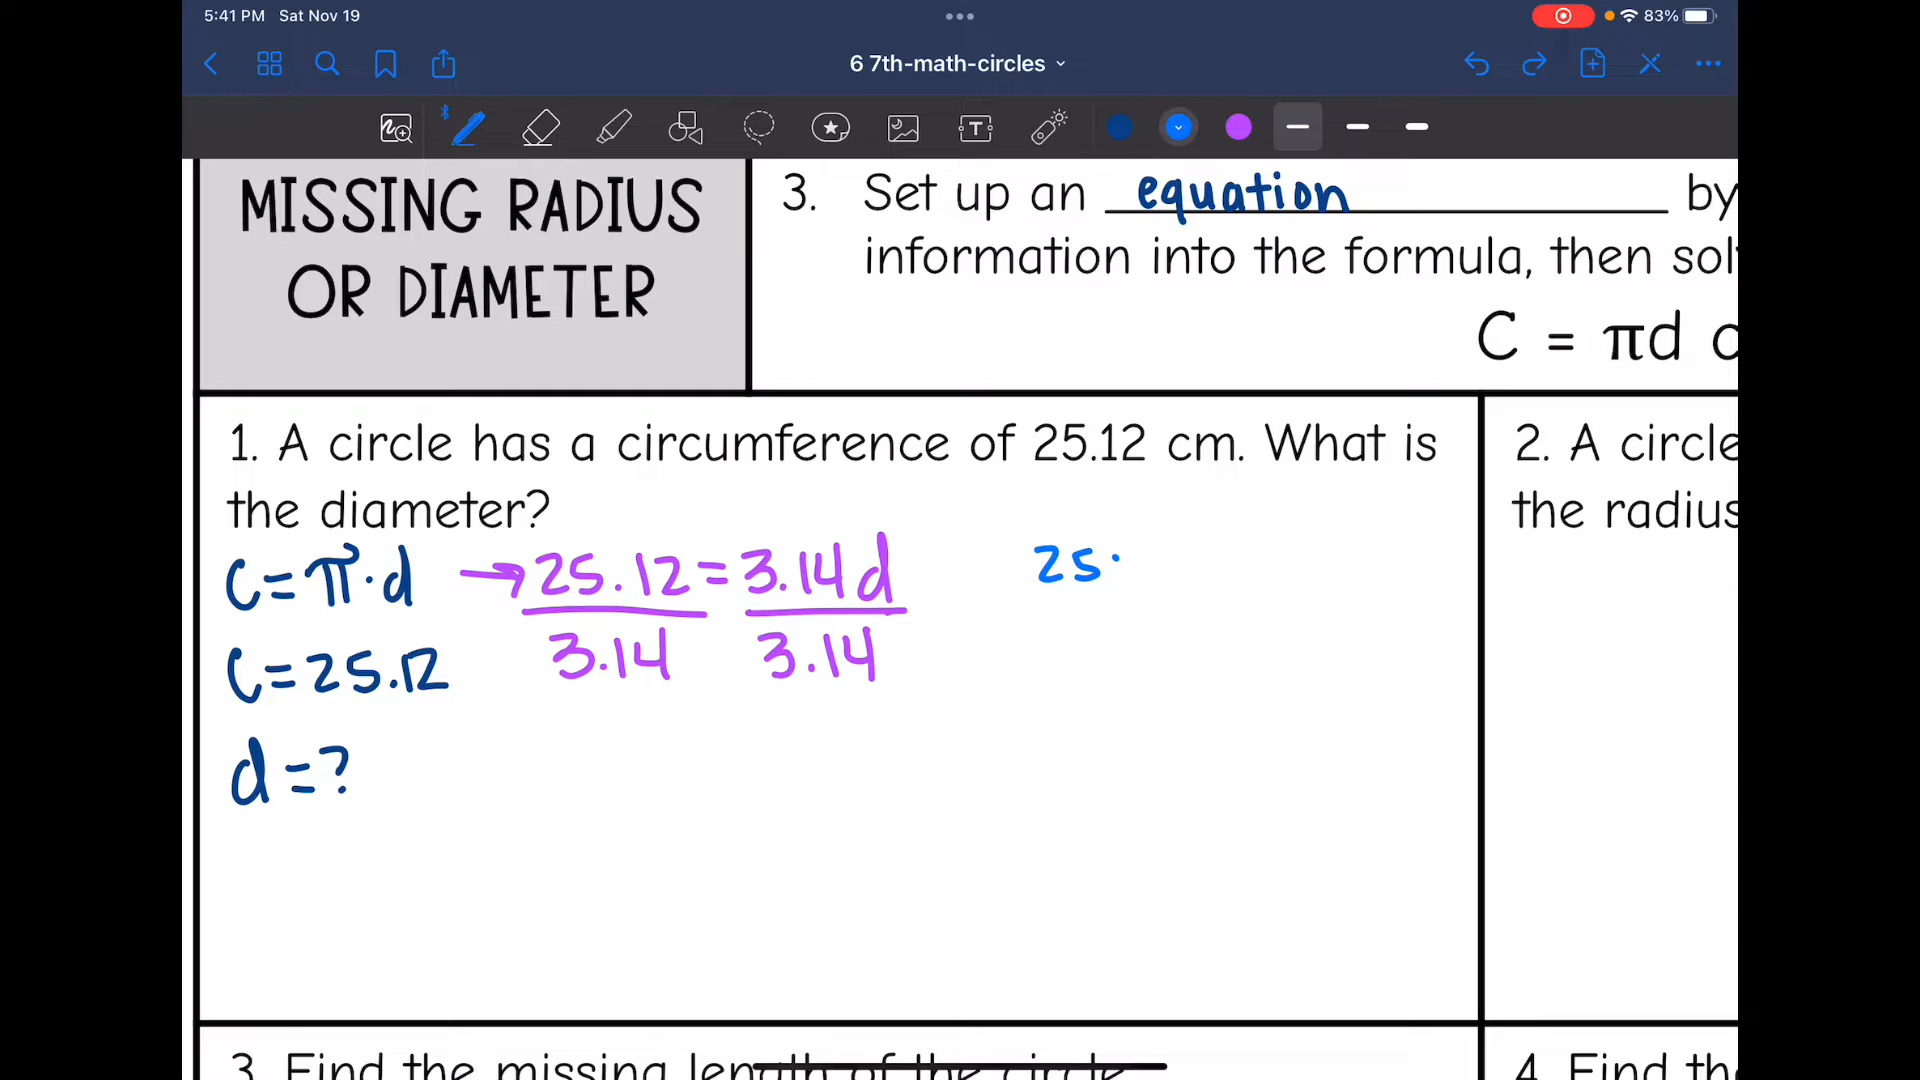 5:41 PM Sat Nov 19
83%
6 7th-math-circles
MISSING RADIUS
OR DIAMETER
3. Set up an equation by
information into the formula, then sol
C = πd
1. A circle has a circumference of 25.12 cm. What is
the diameter?
C=π·d → 25.12=3.14d
3.14 3.14
25.
C=25.12
d=?
2. A circle
the radius
3. Find the missing length of the circle
4. Find th